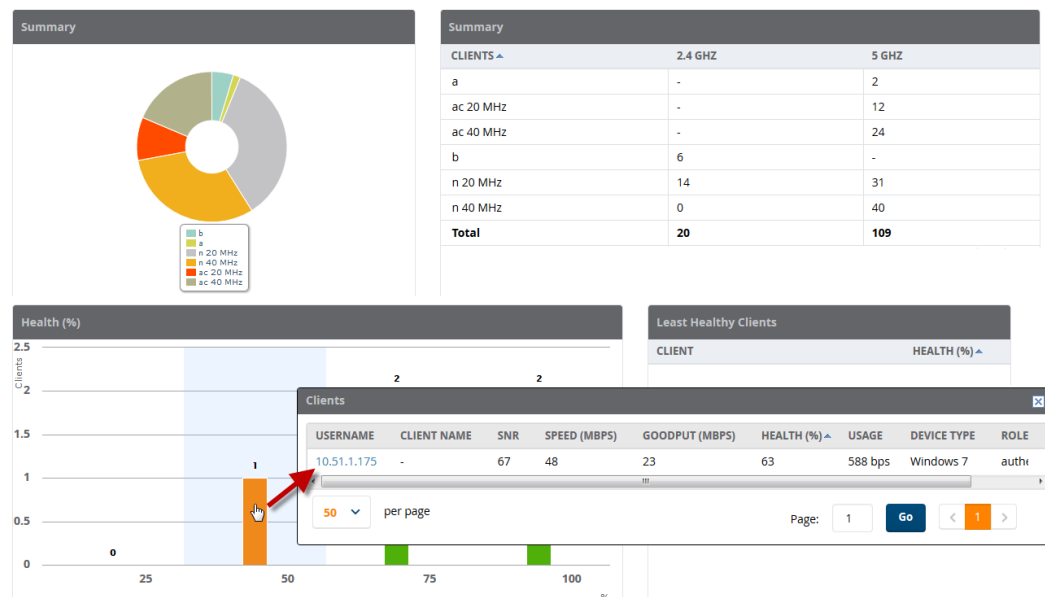 Summary
b
a
n 20 MHz
n 40 MHz
ac 20 MHz
ac 40 MHz
Summary
CLIENTS 2.4 GHZ 5 GHZ
a - 2
ac 20 MHz - 12
ac 40 MHz - 24
b 6 -
n 20 MHz 14 31
n 40 MHz 0 40
Total 20 109
Health (%)
2.5
Clients
2
1.5
1
0.5
0
2 2
1
0
25 50 75 100
%
Least Healthy Clients
CLIENT HEALTH (%)
Clients
USERNAME CLIENT NAME SNR SPEED (MBPS) GOODPUT (MBPS) HEALTH (%) USAGE DEVICE TYPE ROLE
10.51.1.175 - 67 48 23 63 588 bps Windows 7 authe
50 per page
Page: 1 Go < 1 >